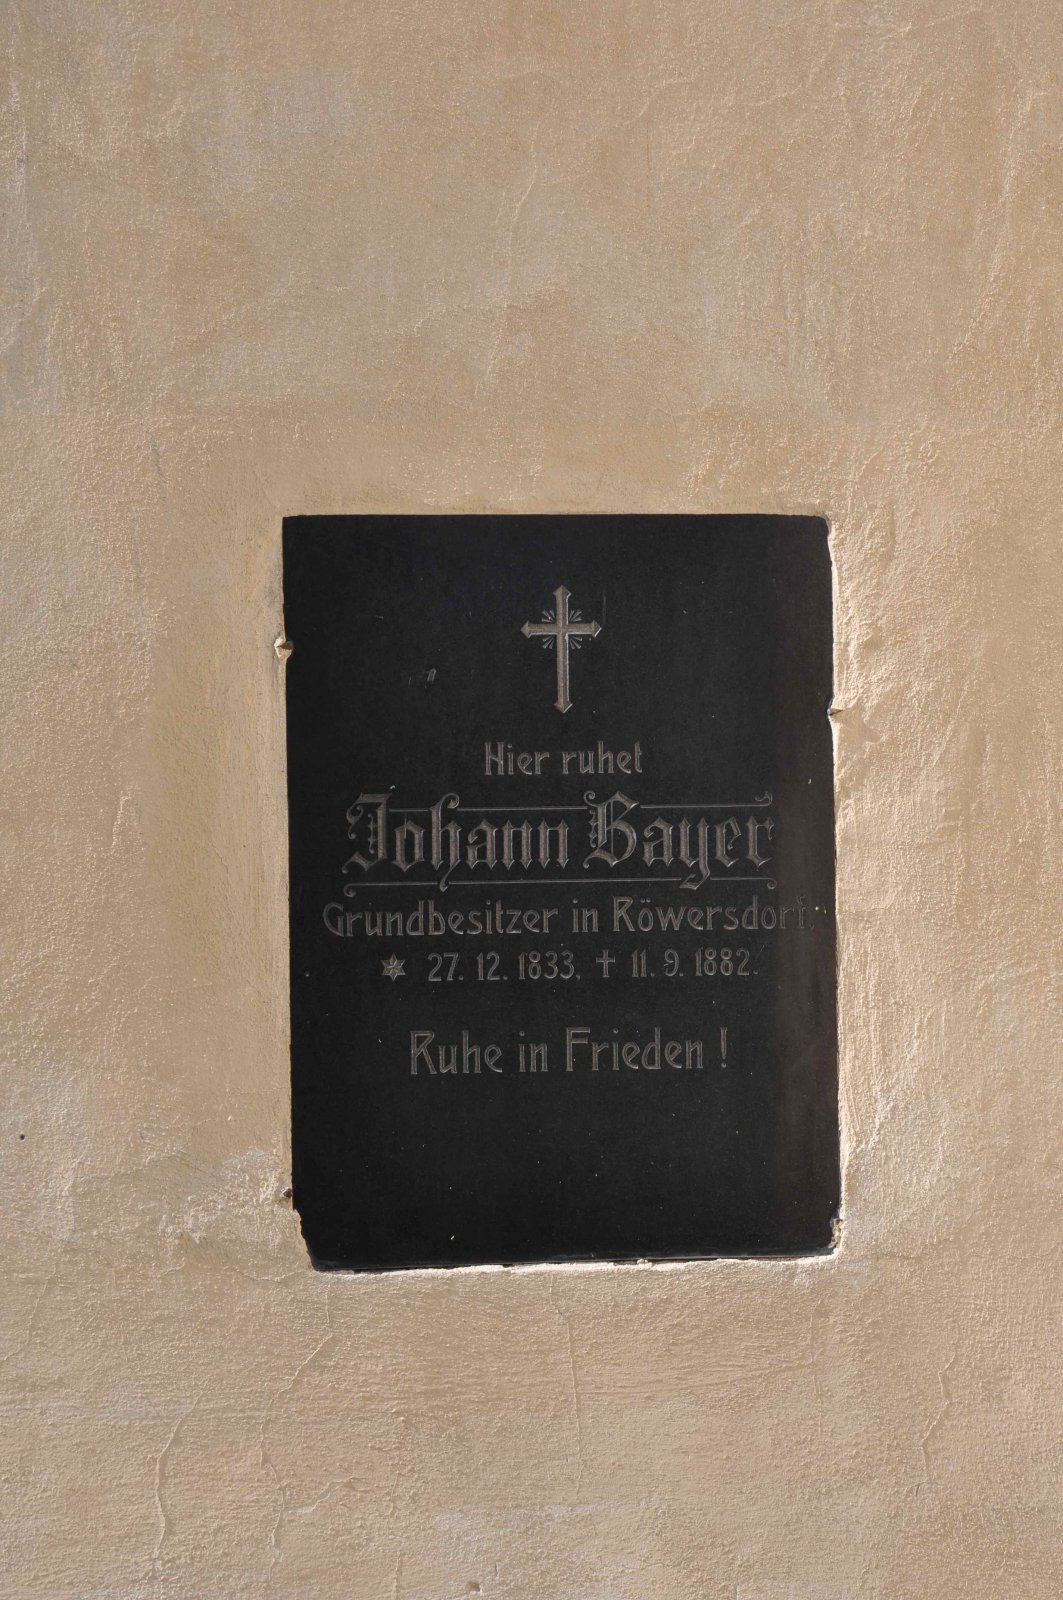 Hier ruhet
Johann Bayer
Grundbesitzer in Röwersdorf,
* 27. 12. 1833, † 11. 9. 1882.
Ruhe in Frieden!